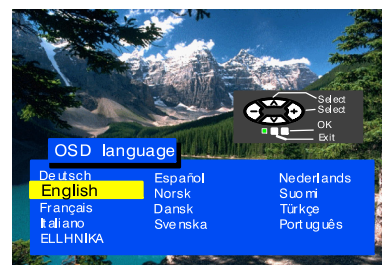 Select
Select
OK
Exit
OSD language
Deutsch
English
Français
Italiano
ELLHNIKA
Español
Norsk
Dansk
Svenska
Nederlands
Suomi
Türkçe
Português